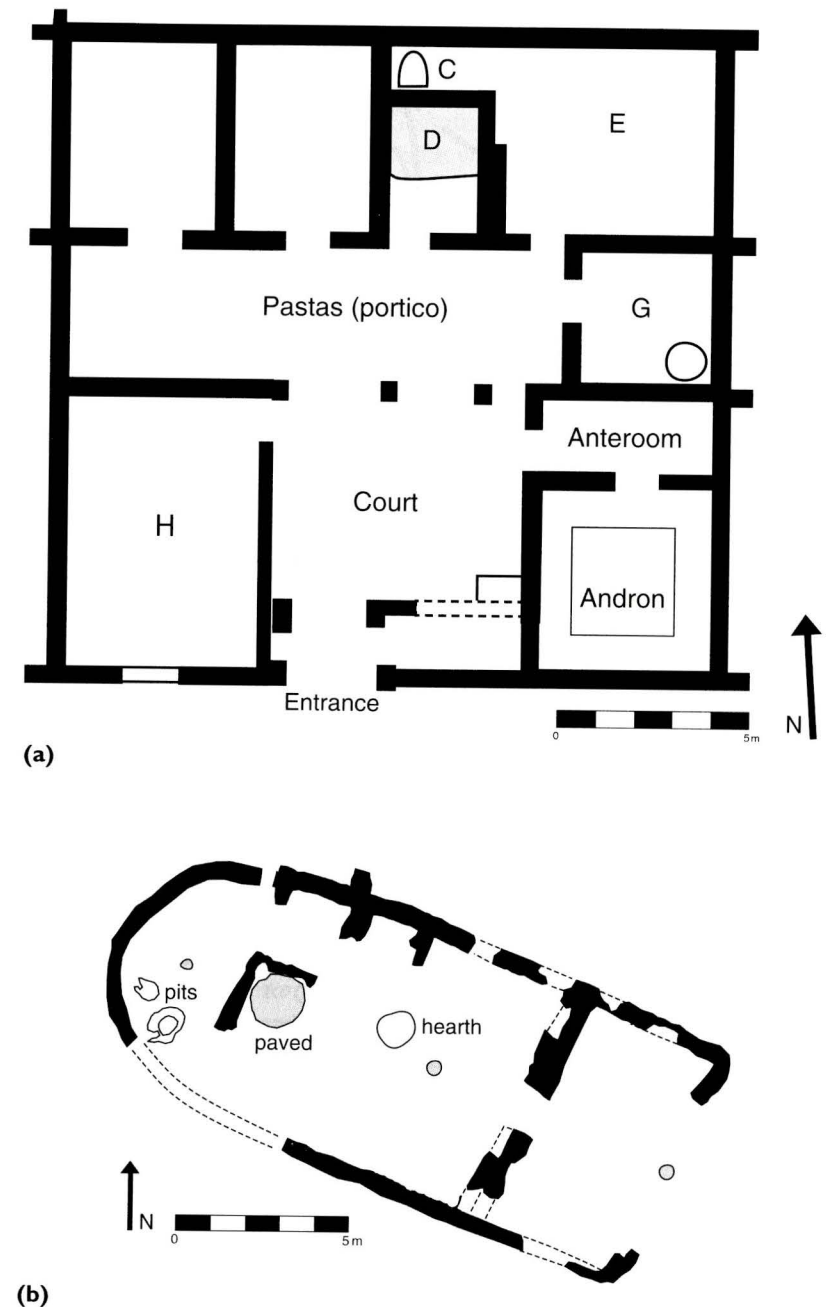 C
E
D
Pastas (portico)
G
Anteroom
H
Court
Andron
Entrance
0
5m
N
(a)
pits
hearth
paved
N
0
5m
(b)